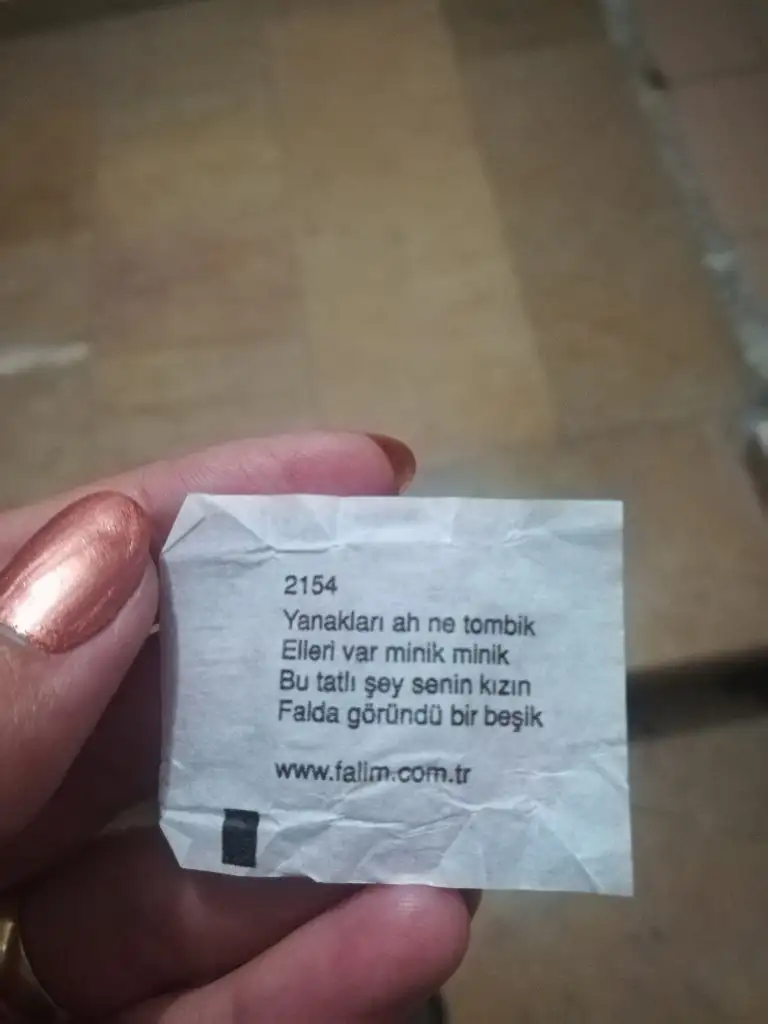 2154
Yanakları ah ne tombik
Elleri var minik minik
Bu tatlı şey senin kızın
Falda göründü bir beşik
www.falim.com.tr